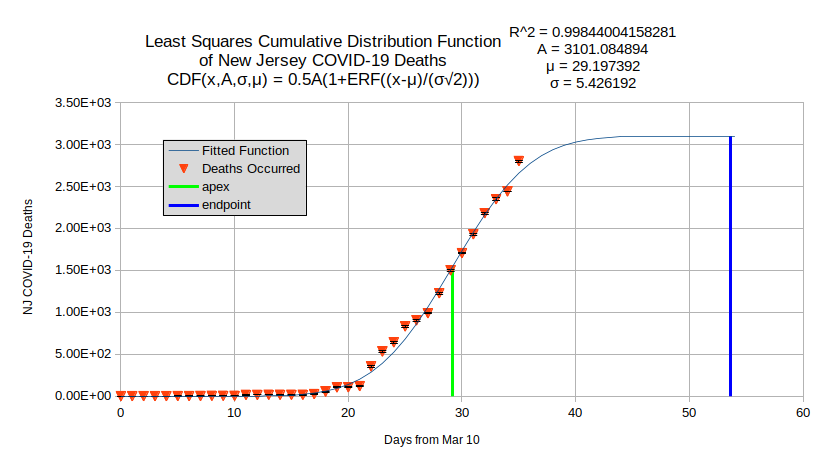 Least Squares Cumulative Distribution Function
of New Jersey COVID-19 Deaths
CDF(x,A,σ,μ) = 0.5A(1+ERF((x-μ)/(σ√2)))
R^2 = 0.99844004158281
A = 3101.084894
μ = 29.197392
σ = 5.426192
3.50E+03
3.00E+03
2.50E+03
2.00E+03
1.50E+03
1.00E+03
5.00E+02
0.00E+00
NJ COVID-19 Deaths
Fitted Function
Deaths Occurred
apex
endpoint
0 10 20 30 40 50 60
Days from Mar 10